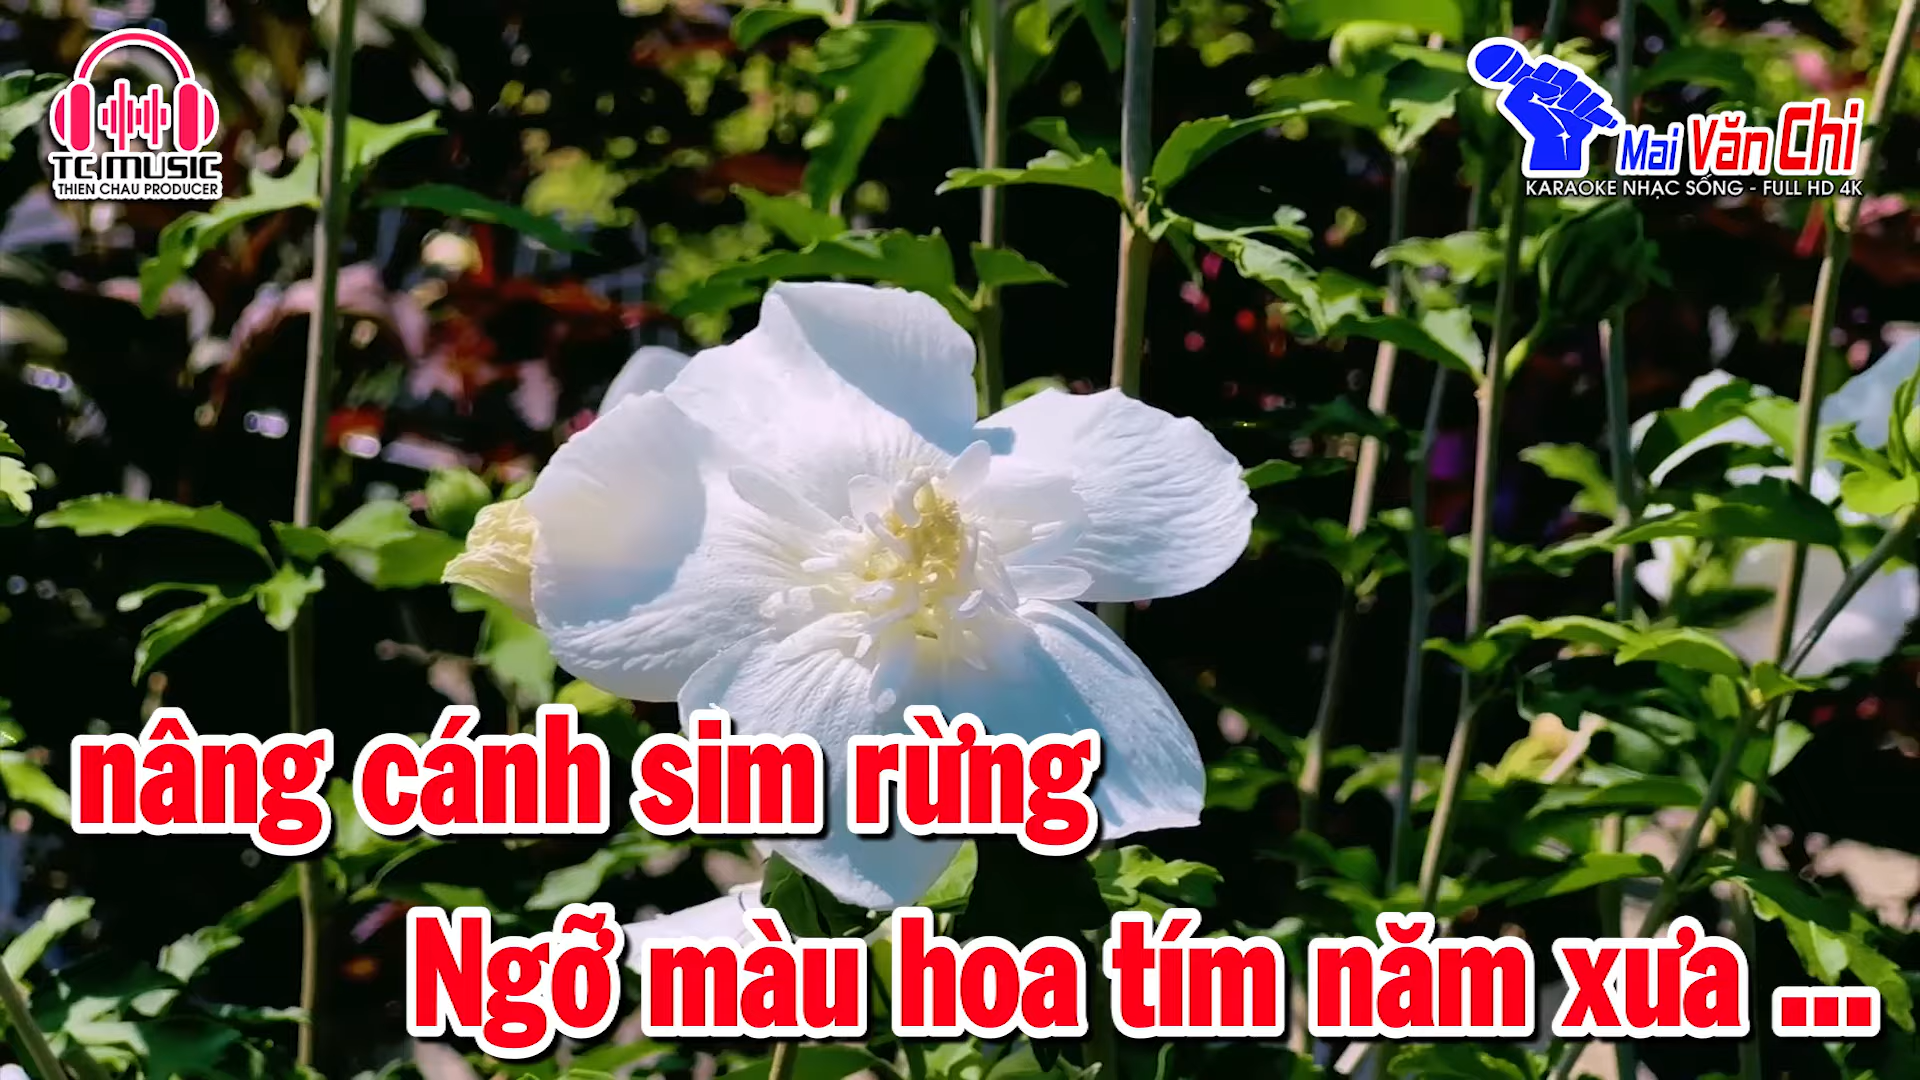 TC MUSIC
THIEN CHAU PRODUCER
Mai Văn Chi
KARAOKE NHẠC SỐNG - FULL HD 4K
nâng cánh sim rừng
Ngỡ màu hoa tím năm xưa ...